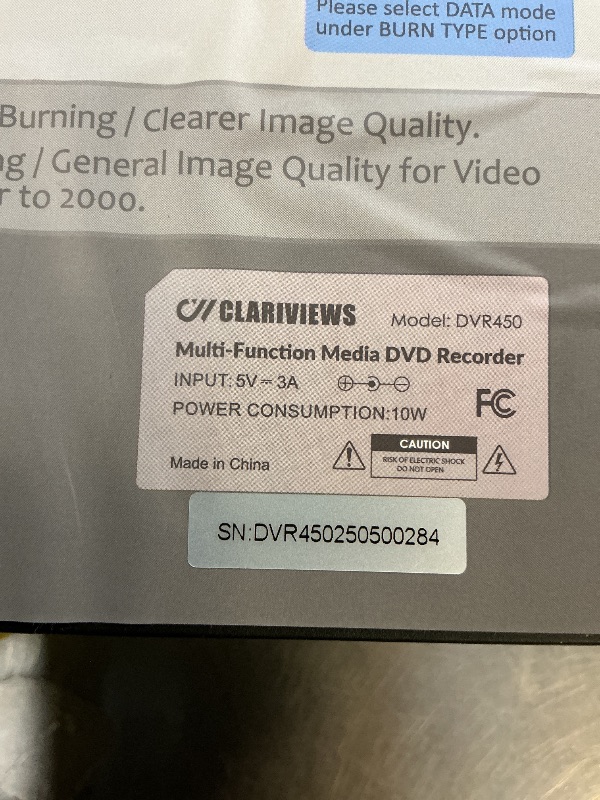 Please select DATA mode
under BURN TYPE option
Burning / Clearer Image Quality.
/ General Image Quality for Video
to 2000.
CLARIVIEWS Model: DVR450
Multi-Function Media DVD Recorder
INPUT: 5V⎓3A
POWER CONSUMPTION:10W
FC
CAUTION
RISK OF ELECTRIC SHOCK
DO NOT OPEN
Made in China
SN:DVR450250500284